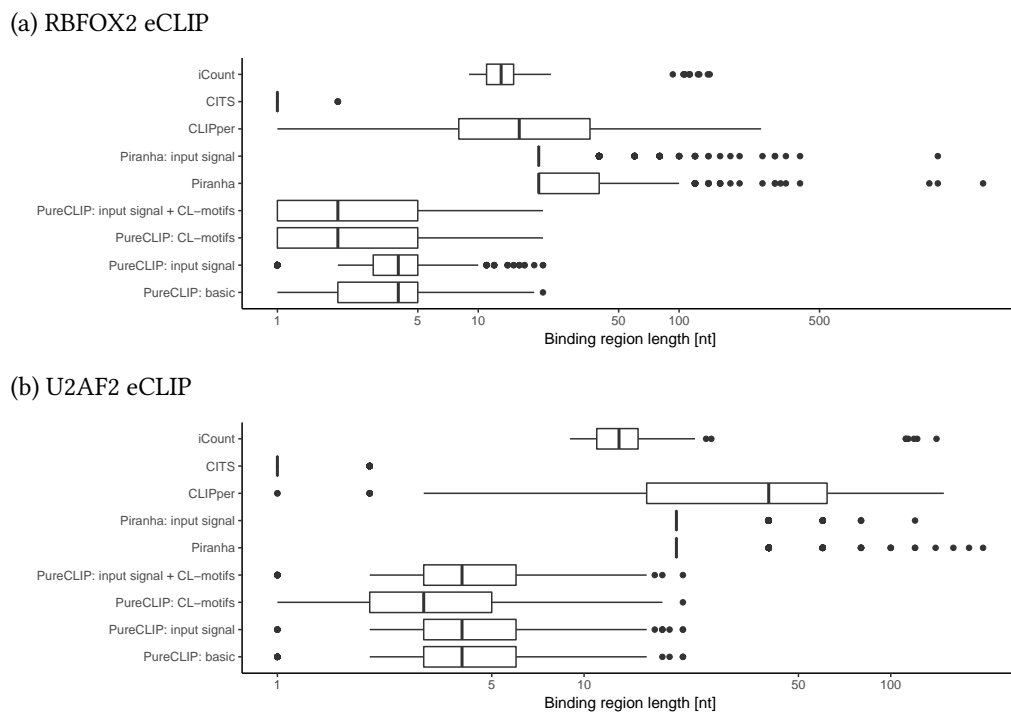 (a) RBFOX2 eCLIP
iCount
CITS
CLIPper
Piranha: input signal
Piranha
PureCLIP: input signal + CL−motifs
PureCLIP: CL−motifs
PureCLIP: input signal
PureCLIP: basic
1 5 10 50 100 500
Binding region length [nt]
(b) U2AF2 eCLIP
iCount
CITS
CLIPper
Piranha: input signal
Piranha
PureCLIP: input signal + CL−motifs
PureCLIP: CL−motifs
PureCLIP: input signal
PureCLIP: basic
1 5 10 50 100
Binding region length [nt]